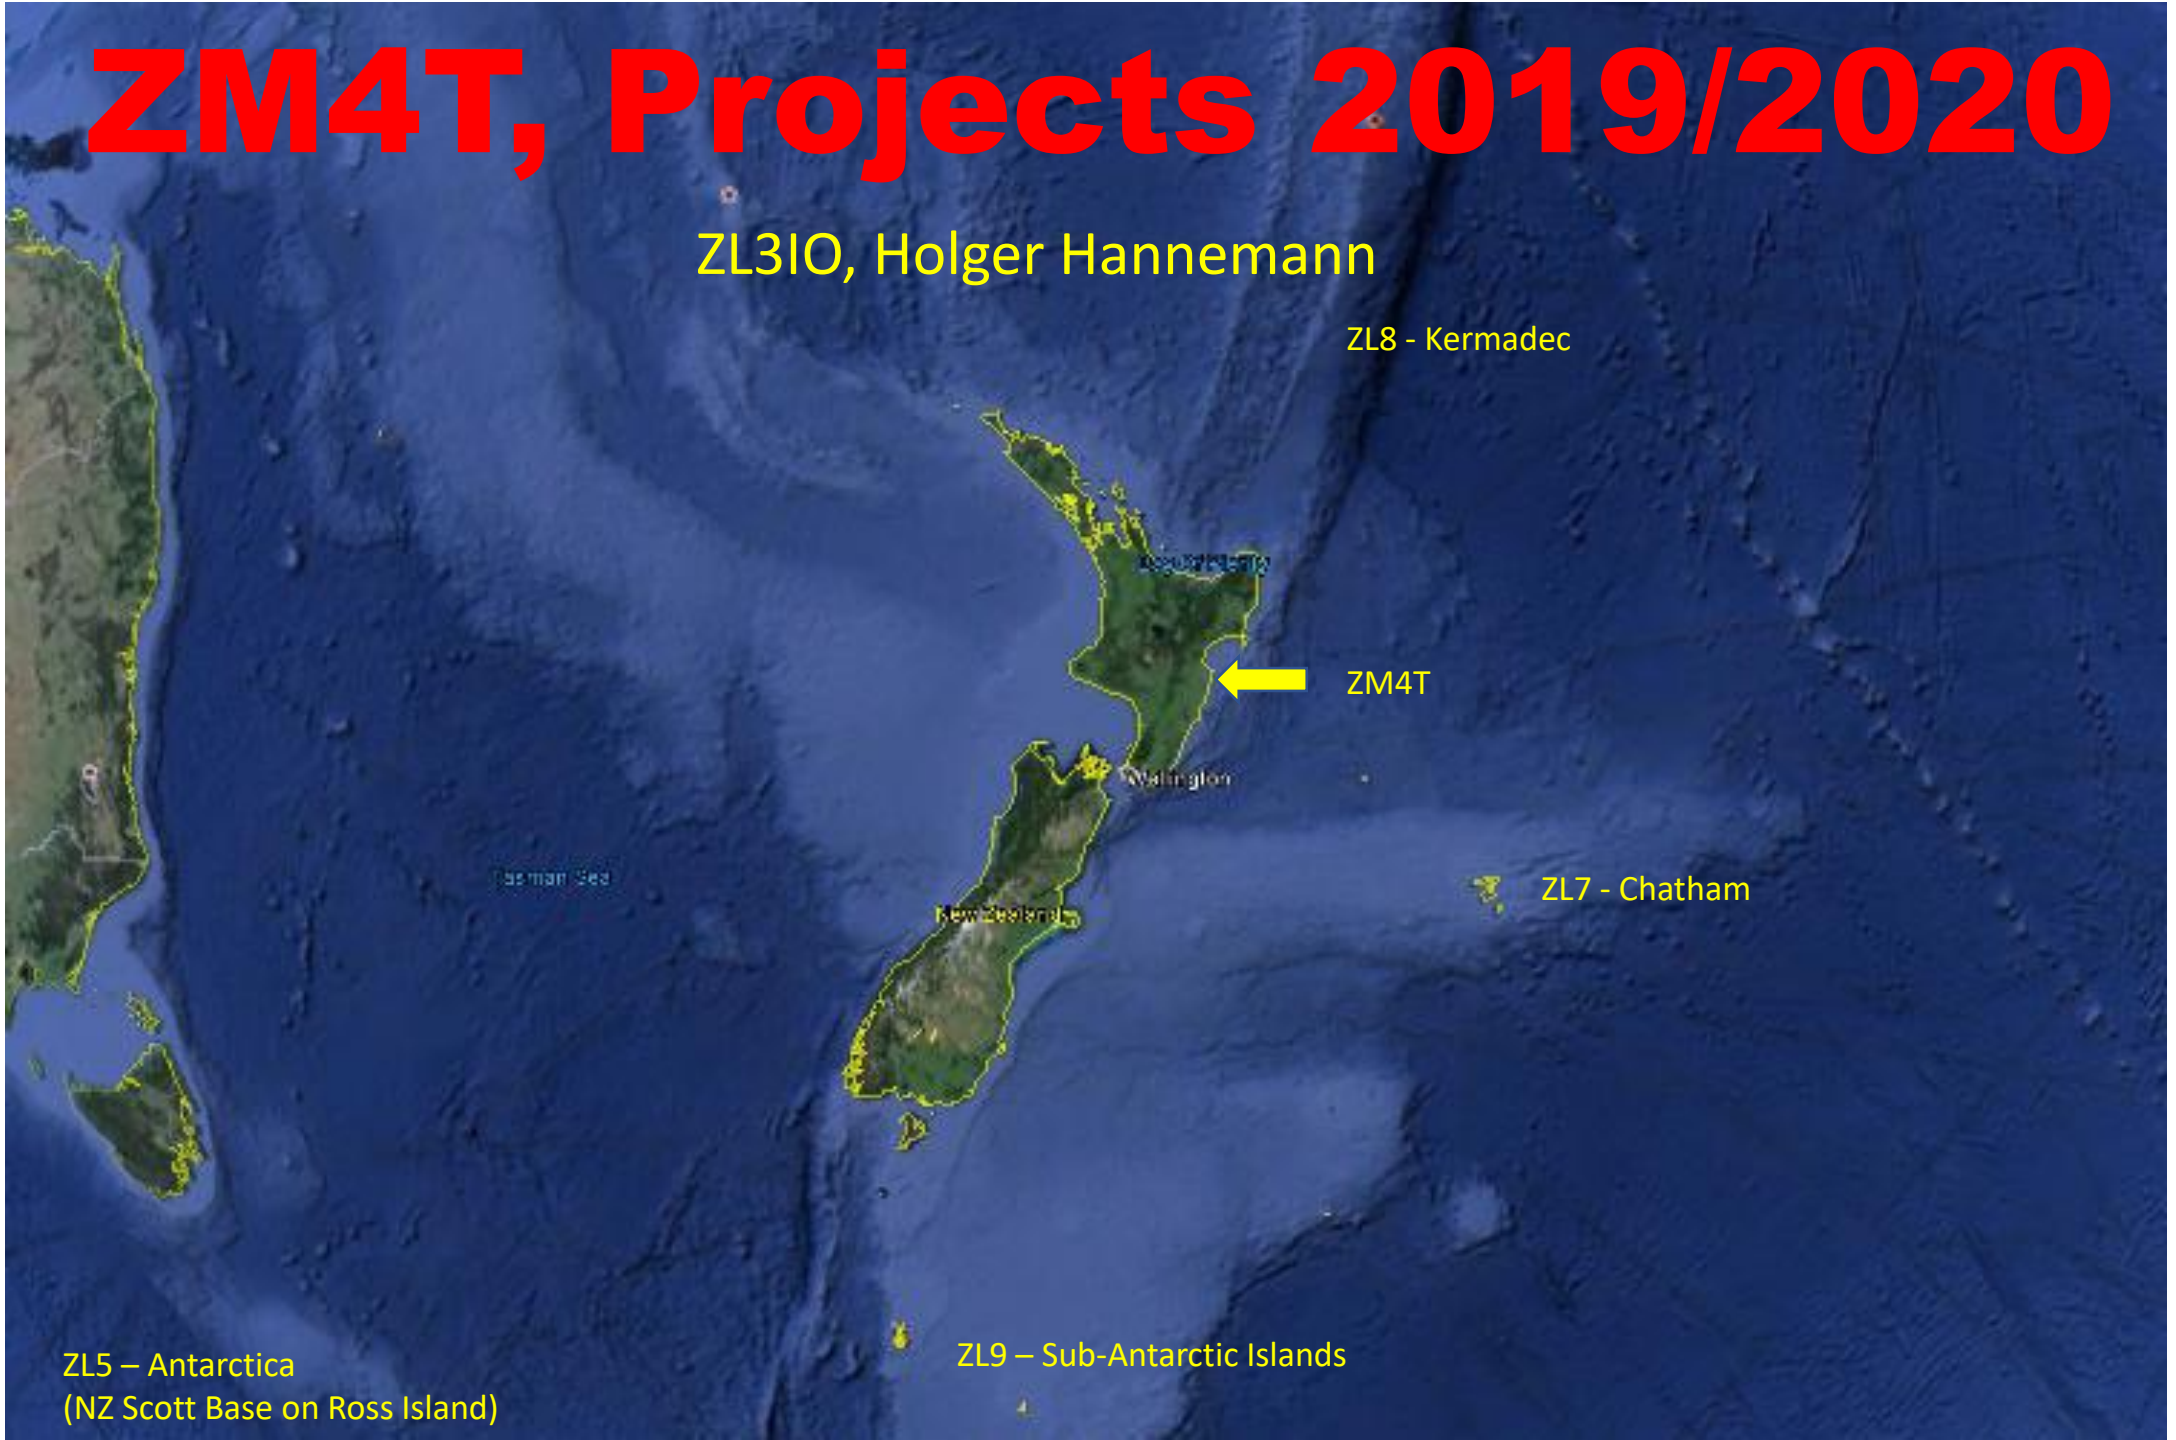 ZM4T, Projects 2019/2020
ZL3IO, Holger Hannemann
ZL8 - Kermadec
ZM4T
Wellington
Tasman Sea
ZL7 - Chatham
New Zealand
ZL9 – Sub-Antarctic Islands
ZL5 – Antarctica
(NZ Scott Base on Ross Island)